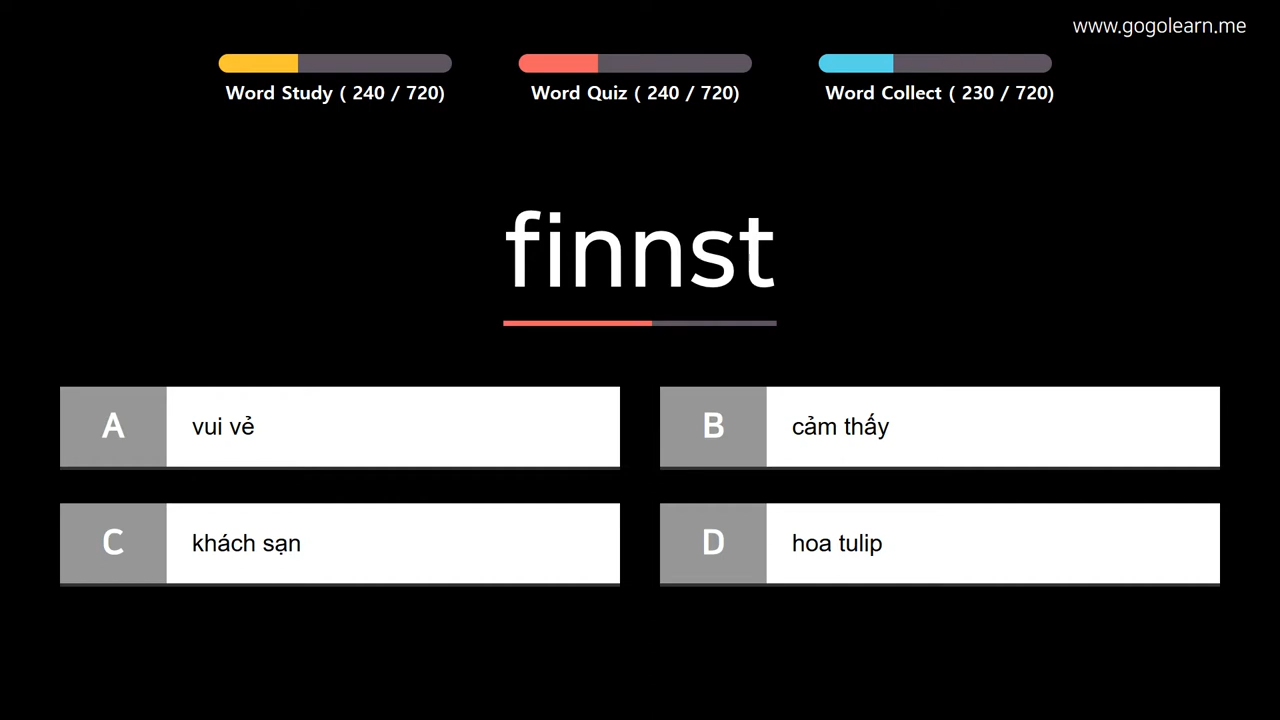 www.gogolearn.me
Word Study ( 240 / 720)
Word Quiz ( 240 / 720)
Word Collect ( 230 / 720)
finnst
A
vui vẻ
B
cảm thấy
C
khách sạn
D
hoa tulip